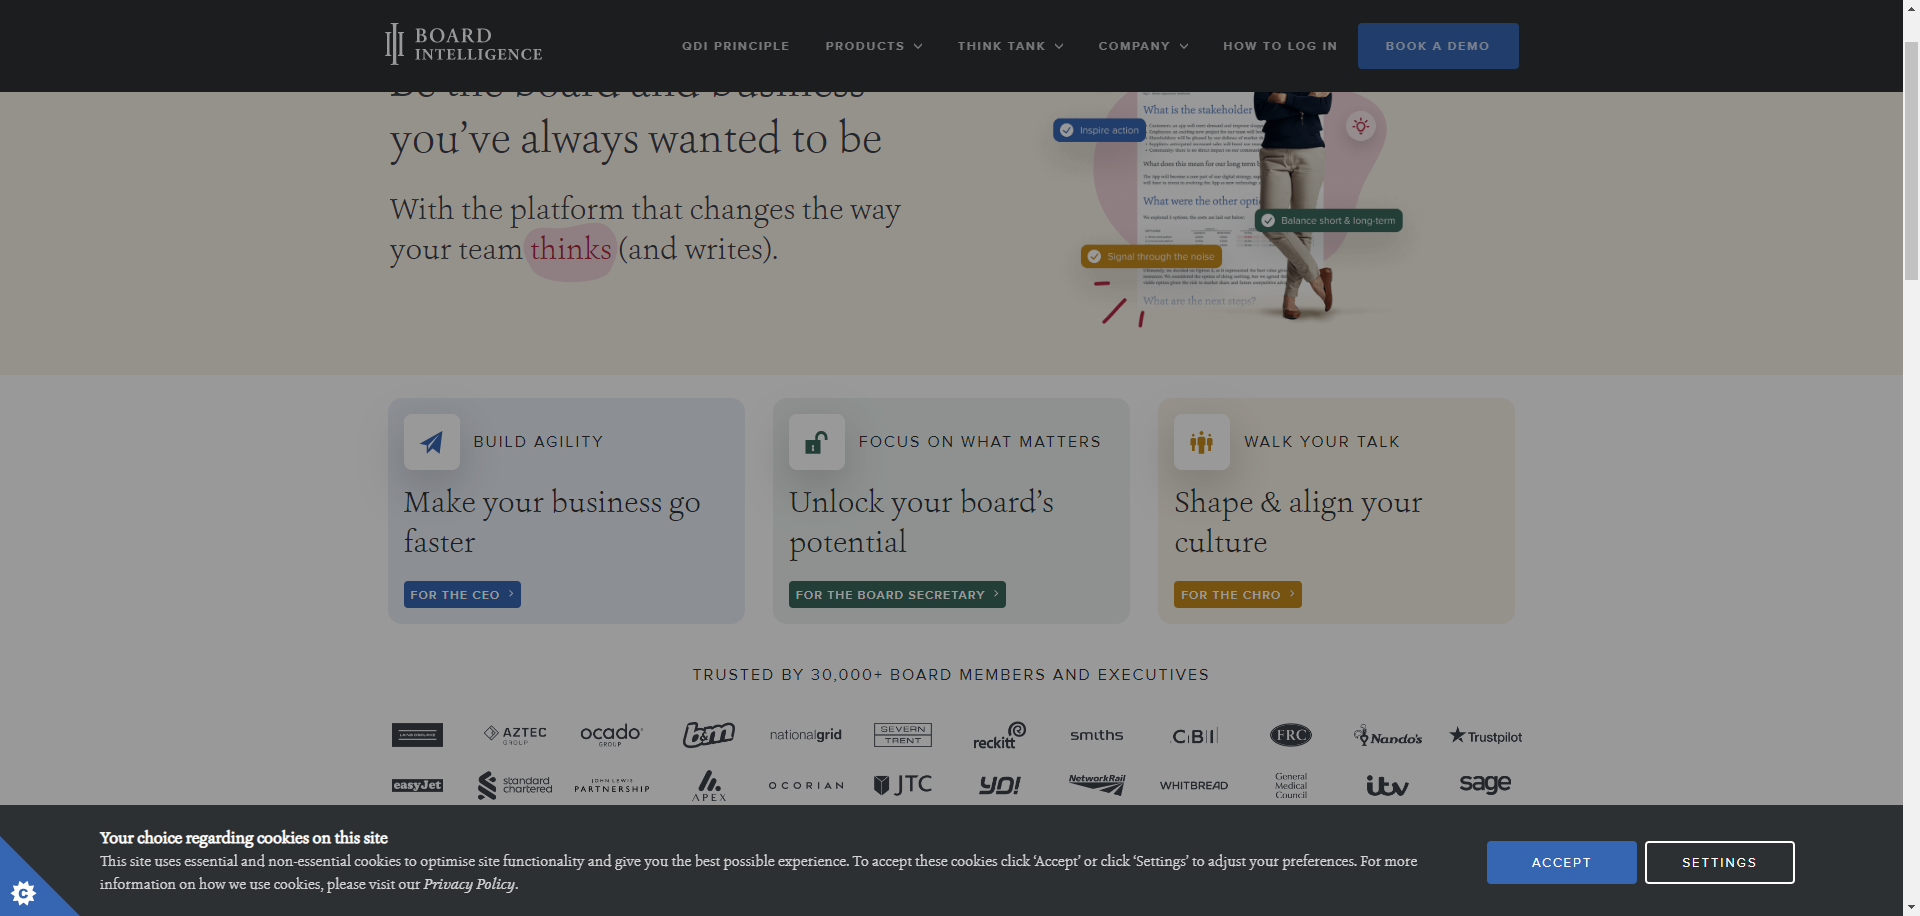 BOARD
INTELLIGENCE
QDI PRINCIPLE
PRODUCTS
THINK TANK
COMPANY
HOW TO LOG IN
BOOK A DEMO
Be the board and business
you’ve always wanted to be
With the platform that changes the way
your team thinks (and writes).
What is the stakeholder
Inspire action
What does this mean for our long term
What were the other
Balance short & long-term
Signal through the noise
What are the next steps?
BUILD AGILITY
Make your business go
faster
FOR THE CEO
FOCUS ON WHAT MATTERS
Unlock your board’s
potential
FOR THE BOARD SECRETARY
WALK YOUR TALK
Shape & align your
culture
FOR THE CHRO
TRUSTED BY 30,000+ BOARD MEMBERS AND EXECUTIVES
AZTEC
GROUP
ocado
GROUP
b&m
nationalgrid
SEVERN
TRENT
reckitt
smiths
CBI
FRC
Nando's
Trustpilot
easyJet
standard
chartered
JOHN LEWIS
PARTNERSHIP
APEX
OCORIAN
JTC
YO!
NetworkRail
WHITBREAD
General
Medical
Council
itv
sage
Your choice regarding cookies on this site
This site uses essential and non-essential cookies to optimise site functionality and give you the best possible experience. To accept these cookies click ‘Accept’ or click ‘Settings’ to adjust your preferences. For more
information on how we use cookies, please visit our Privacy Policy.
ACCEPT
SETTINGS
C